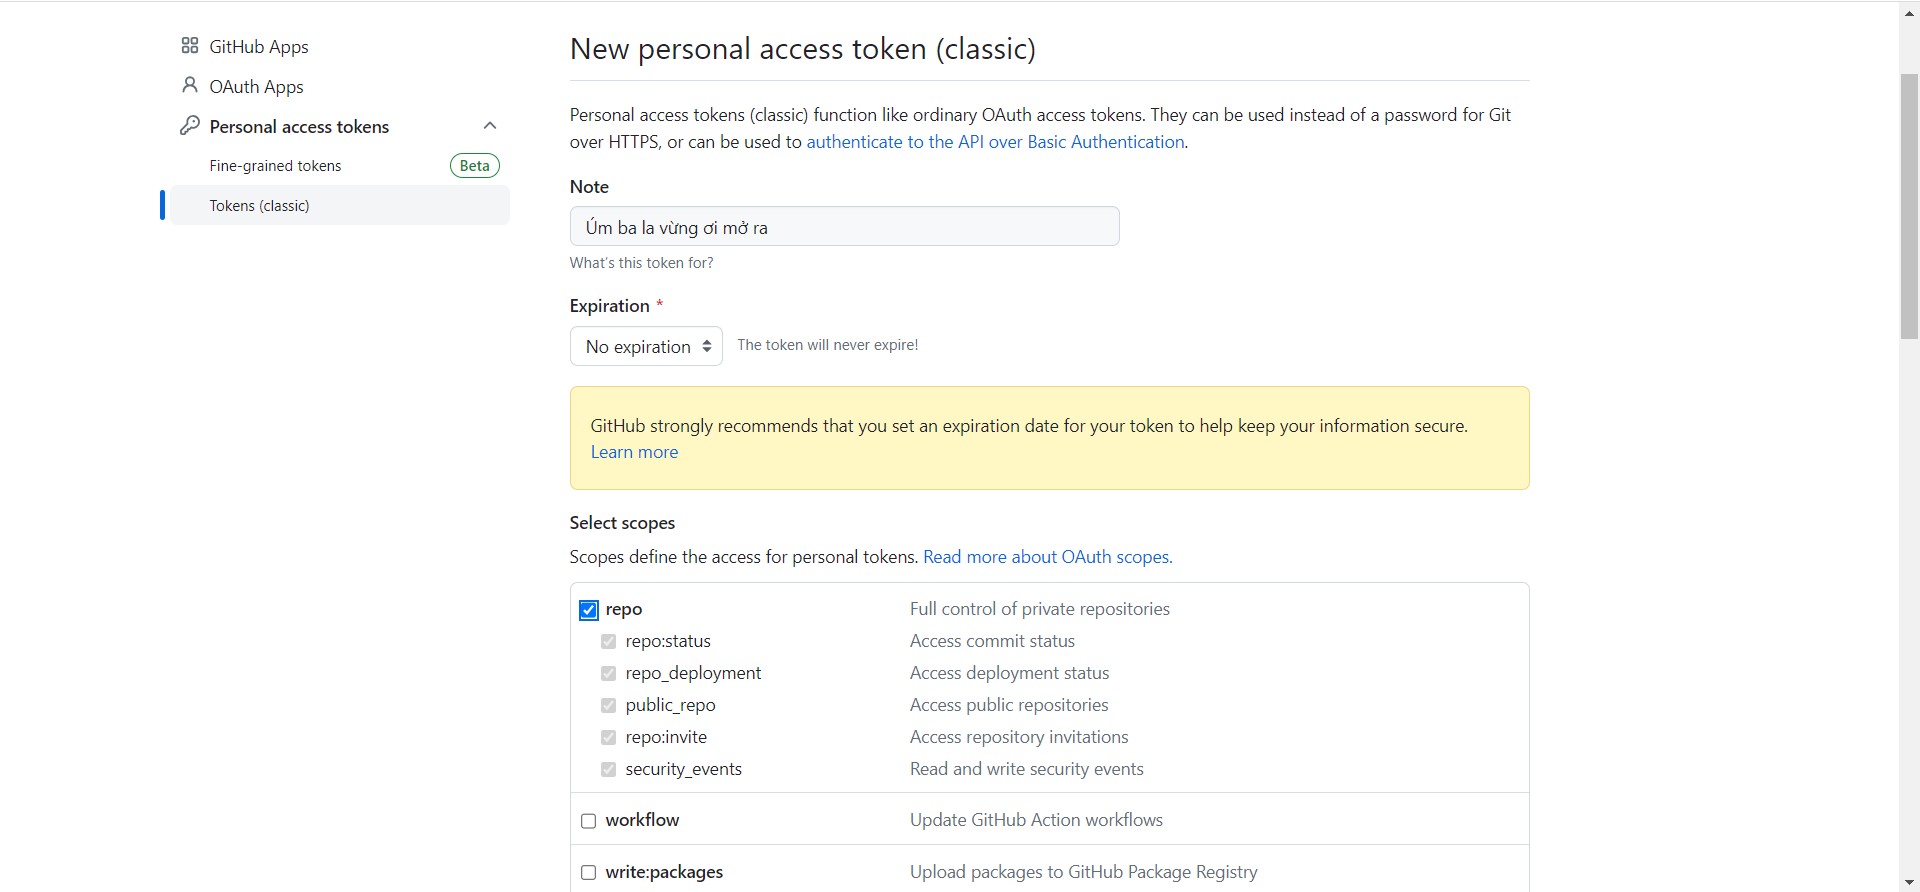 GitHub Apps
OAuth Apps
Personal access tokens
Fine-grained tokens Beta
Tokens (classic)
New personal access token (classic)
Personal access tokens (classic) function like ordinary OAuth access tokens. They can be used instead of a password for Git
over HTTPS, or can be used to authenticate to the API over Basic Authentication.
Note
Úm ba la vừng ơi mở ra
What's this token for?
Expiration *
No expiration The token will never expire!
GitHub strongly recommends that you set an expiration date for your token to help keep your information secure.
Learn more
Select scopes
Scopes define the access for personal tokens. Read more about OAuth scopes.
repo Full control of private repositories
repo:status Access commit status
repo_deployment Access deployment status
public_repo Access public repositories
repo:invite Access repository invitations
security_events Read and write security events
workflow Update GitHub Action workflows
write:packages Upload packages to GitHub Package Registry